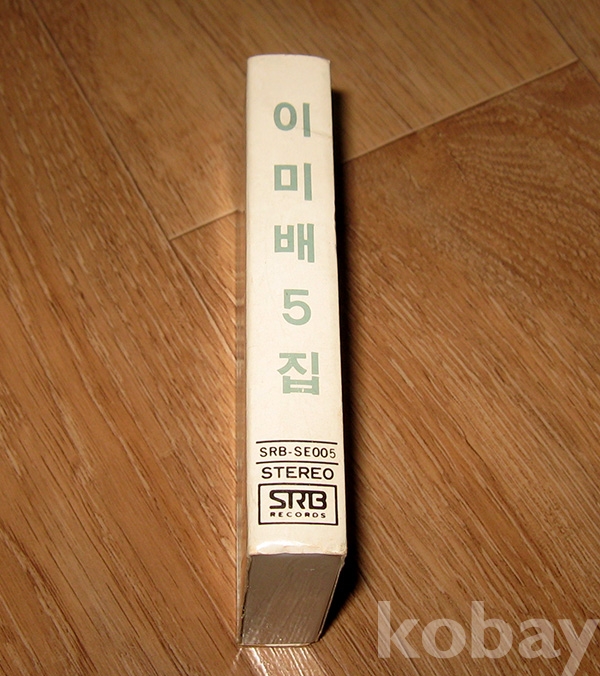 이미배5집
SRB-SE005
STEREO
SRB
RECORDS
kobay